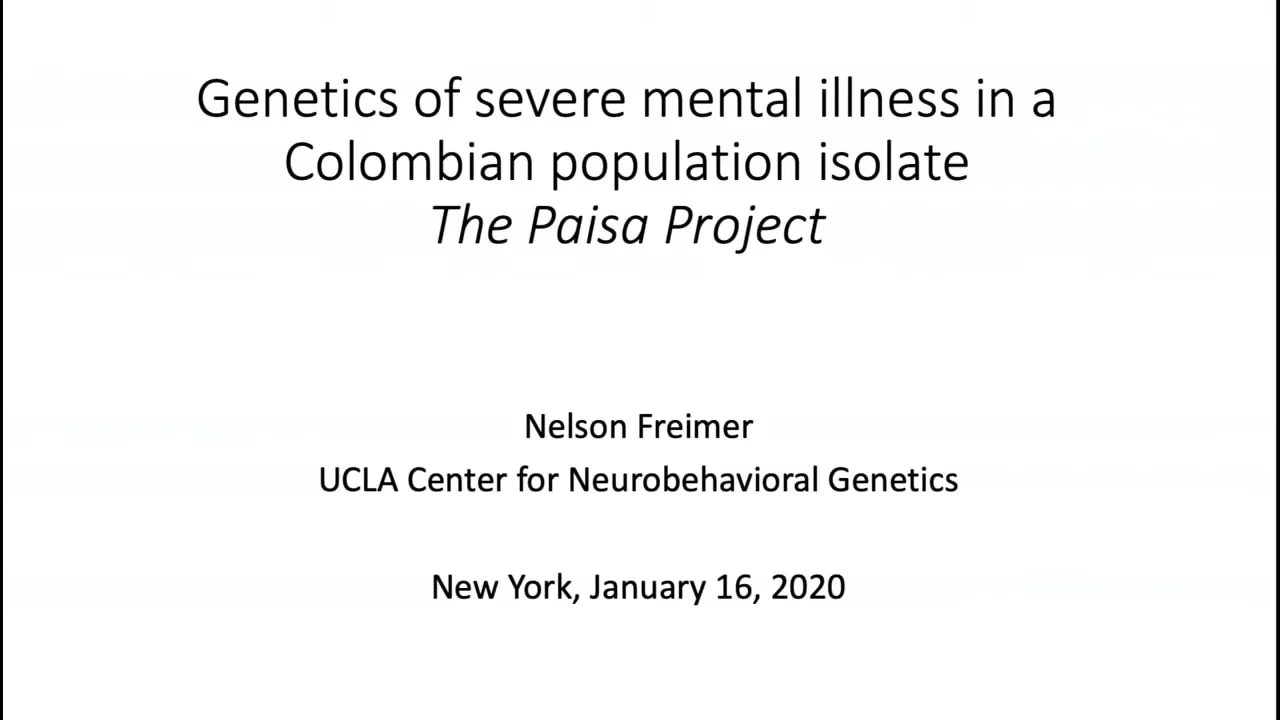 Genetics of severe mental illness in a
Colombian population isolate
The Paisa Project
Nelson Freimer
UCLA Center for Neurobehavioral Genetics
New York, January 16, 2020